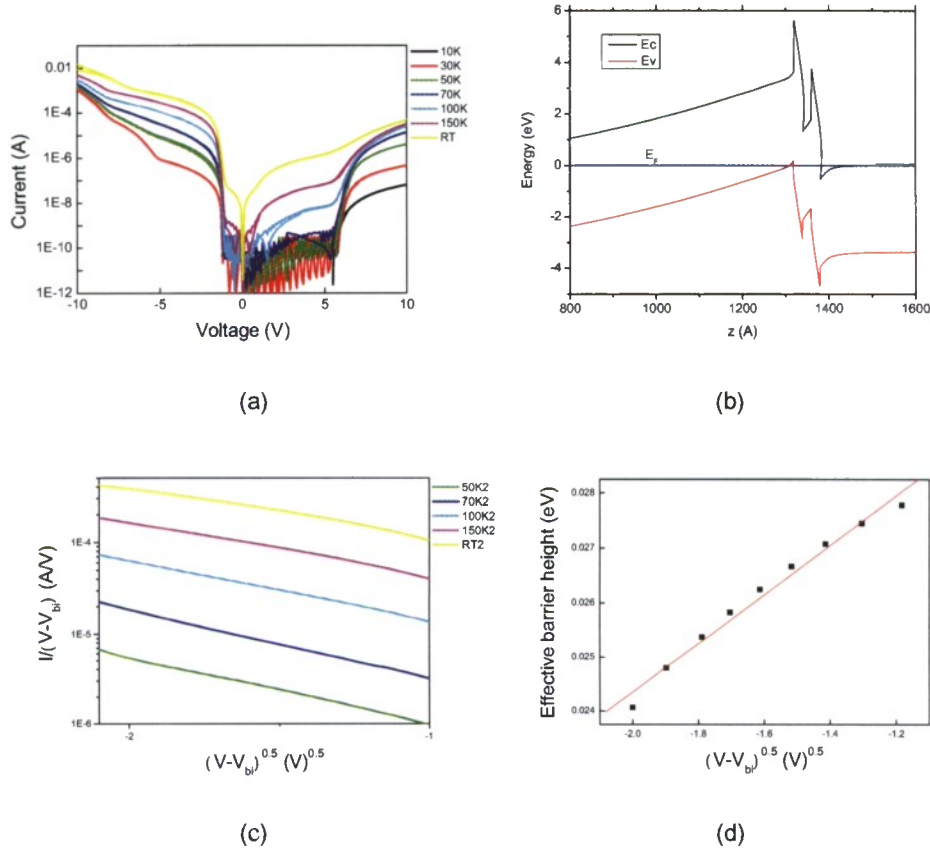 10K
30K
50K
70K
100K
150K
RT
0.01
1E-4
1E-6
1E-8
1E-10
1E-12
Current (A)
-10
-5
0
5
10
Voltage (V)
(a)
6
4
2
0
-2
-4
Energy (eV)
Ec
Ev
E_F
800
1000
1200
1400
1600
z (A)
(b)
50K2
70K2
100K2
150K2
RT2
1E-4
1E-5
1E-6
I/(V-V_bi) (A/V)
-2
-1
(V-V_bi)^0.5 (V)^0.5
(c)
0.028
0.027
0.026
0.025
0.024
Effective barrier height (eV)
-2.0
-1.8
-1.6
-1.4
-1.2
(V-V_bi)^0.5 (V)^0.5
(d)